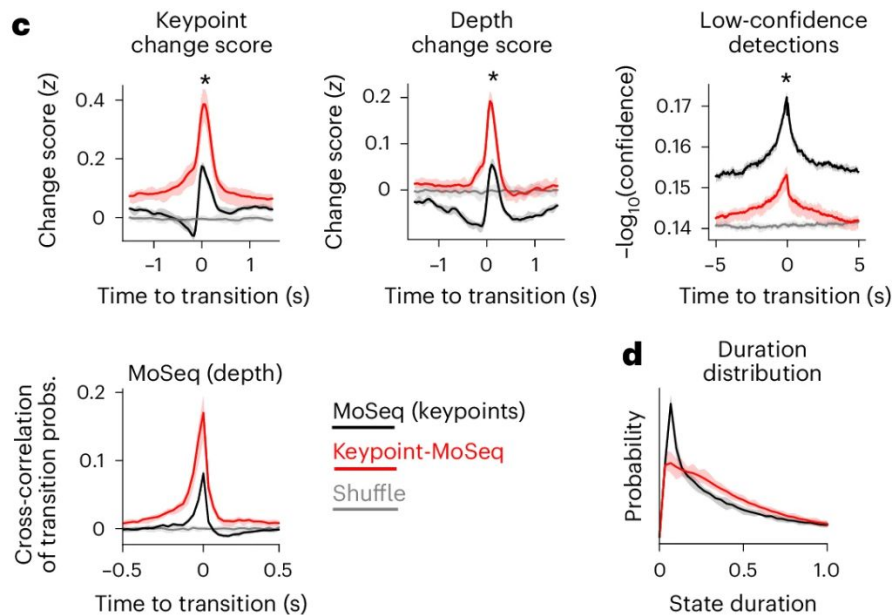 c
Keypoint
change score
*
Change score (z)
0.4
0.2
0
−1
0
1
Time to transition (s)
Depth
change score
*
Change score (z)
0.2
0.1
0
−1
0
1
Time to transition (s)
Low-confidence
detections
*
−log10(confidence)
0.17
0.16
0.15
0.14
−5
0
5
Time to transition (s)
MoSeq (depth)
Cross-correlation
of transition probs.
0.2
0.1
0
−0.5
0
0.5
Time to transition (s)
MoSeq (keypoints)
Keypoint-MoSeq
Shuffle
d
Duration
distribution
Probability
0
0.5
1.0
State duration